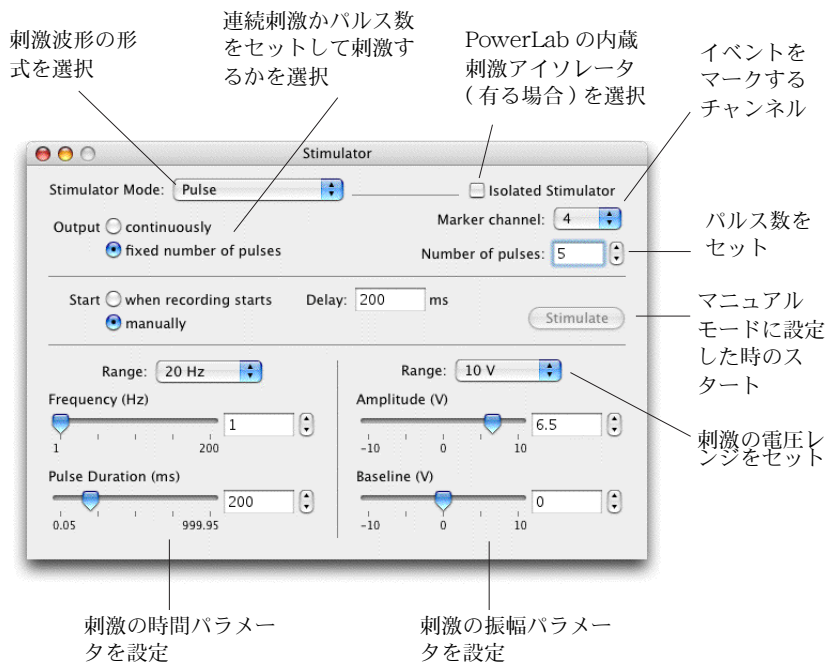 刺激波形の形
式を選択
連続刺激かパルス数
をセットして刺激す
るかを選択
PowerLab の内蔵
刺激アイソレータ
( 有る場合 ) を選択
イベントを
マークする
チャンネル
Stimulator
Stimulator Mode: Pulse
Isolated Stimulator
Output continuously
Marker channel: 4
fixed number of pulses
Number of pulses: 5
パルス数を
セット
Start when recording starts
Delay: 200 ms
manually
Stimulate
マニュアル
モードに設定
した時のス
タート
Range: 20 Hz
Range: 10 V
Frequency (Hz)
1
1 200
Amplitude (V)
6.5
-10 0 10
刺激の電圧レ
ンジをセット
Pulse Duration (ms)
200
0.05 999.95
Baseline (V)
0
-10 0 10
刺激の時間パラメー
タを設定
刺激の振幅パラメー
タを設定